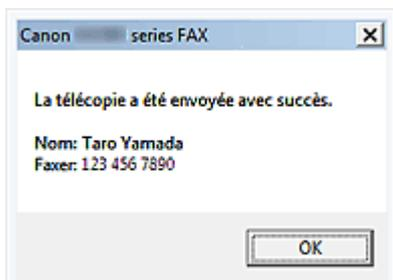 Canon series FAX
La télécopie a été envoyée avec succès.
Nom: Taro Yamada
Faxer: 123 456 7890
OK